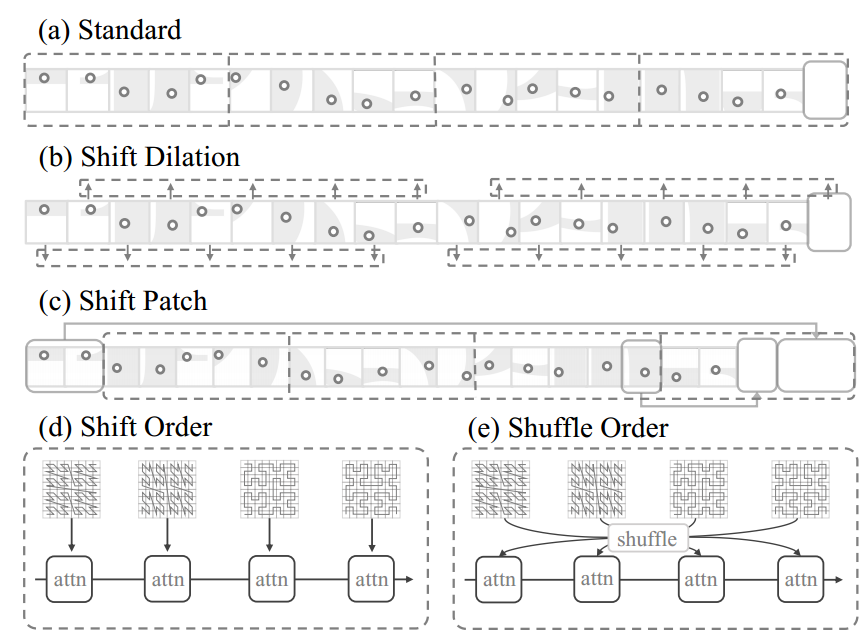 (a) Standard
(b) Shift Dilation
(c) Shift Patch
(d) Shift Order
(e) Shuffle Order
shuffle
attn attn attn attn
attn attn attn attn